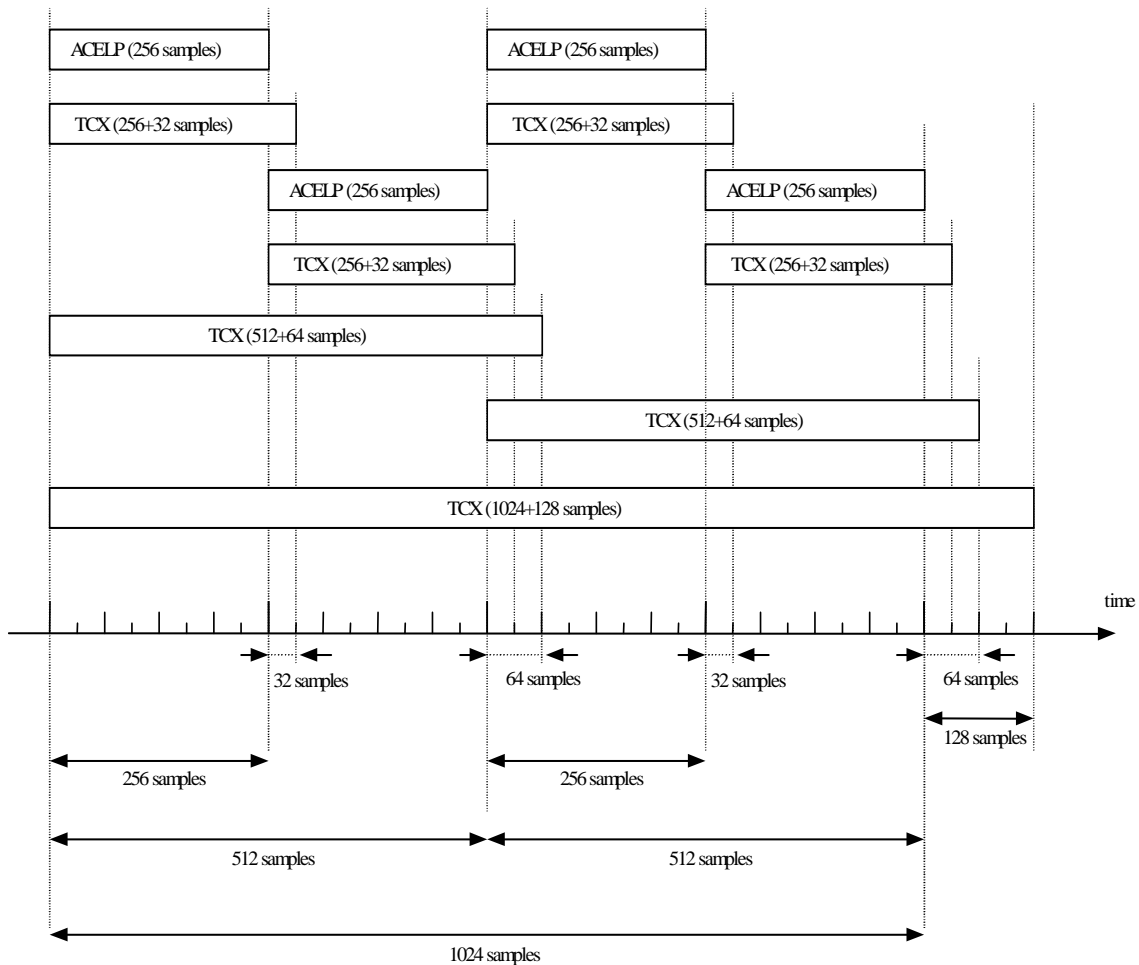 ACELP (256 samples)
ACELP (256 samples)
TCX (256+32 samples)
TCX (256+32 samples)
ACELP (256 samples)
ACELP (256 samples)
TCX (256+32 samples)
TCX (256+32 samples)
TCX (512+64 samples)
TCX (512+64 samples)
TCX (1024+128 samples)
time
32 samples
64 samples
32 samples
64 samples
128 samples
256 samples
256 samples
512 samples
512 samples
1024 samples